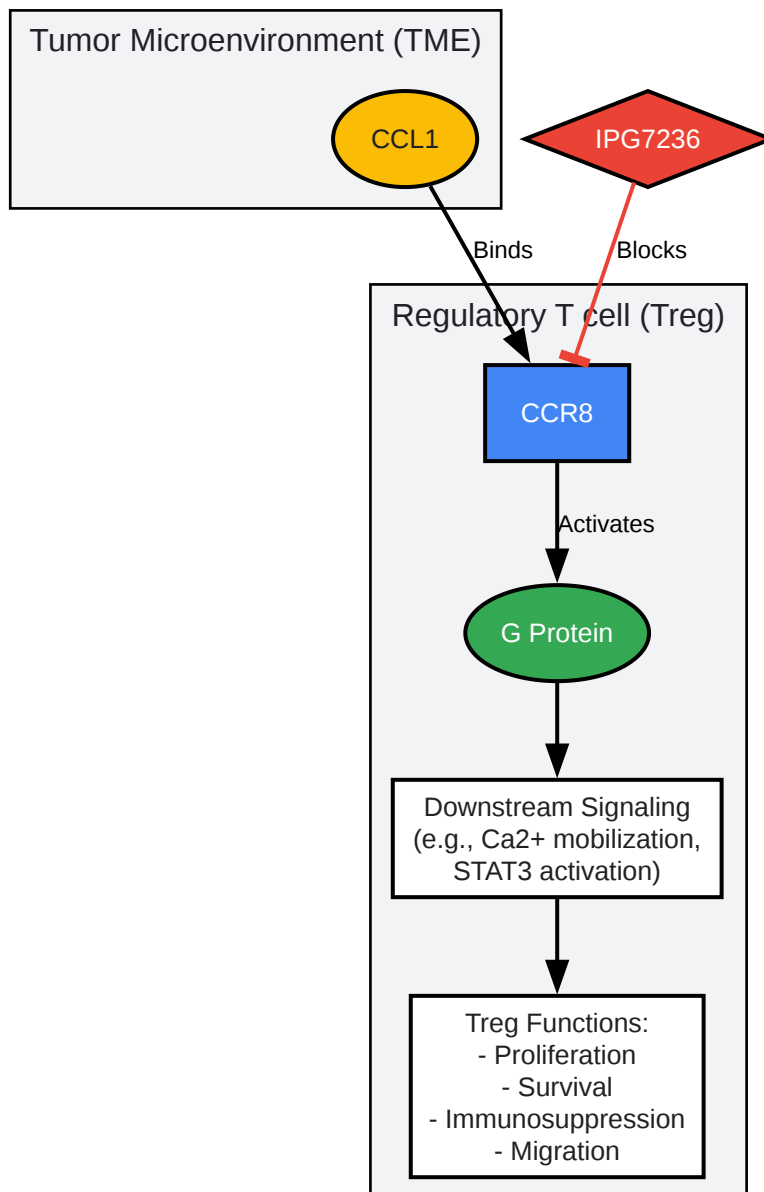 Tumor Microenvironment (TME)
CCL1
IPG7236
Binds
Blocks
Regulatory T cell (Treg)
CCR8
Activates
G Protein
Downstream Signaling
(e.g., Ca2+ mobilization,
STAT3 activation)
Treg Functions:
- Proliferation
- Survival
- Immunosuppression
- Migration